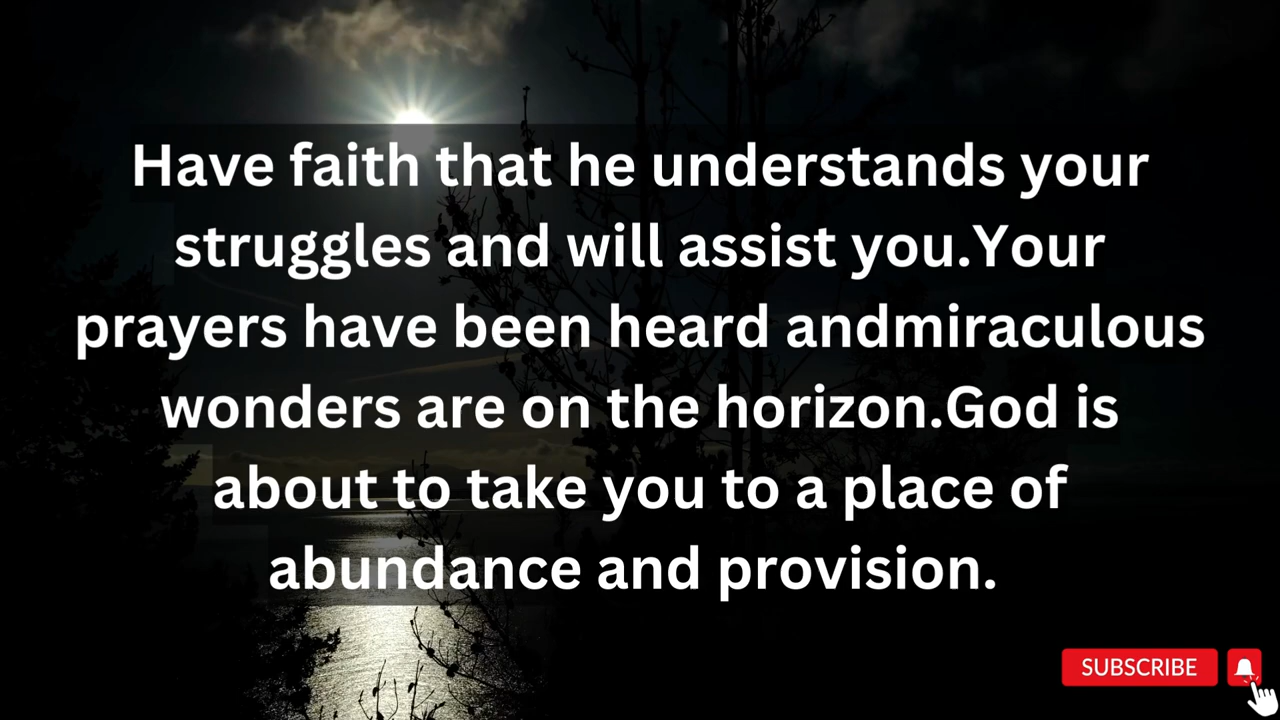 Have faith that he understands your
struggles and will assist you.Your
prayers have been heard andmiraculous
wonders are on the horizon.God is
about to take you to a place of
abundance and provision.
SUBSCRIBE